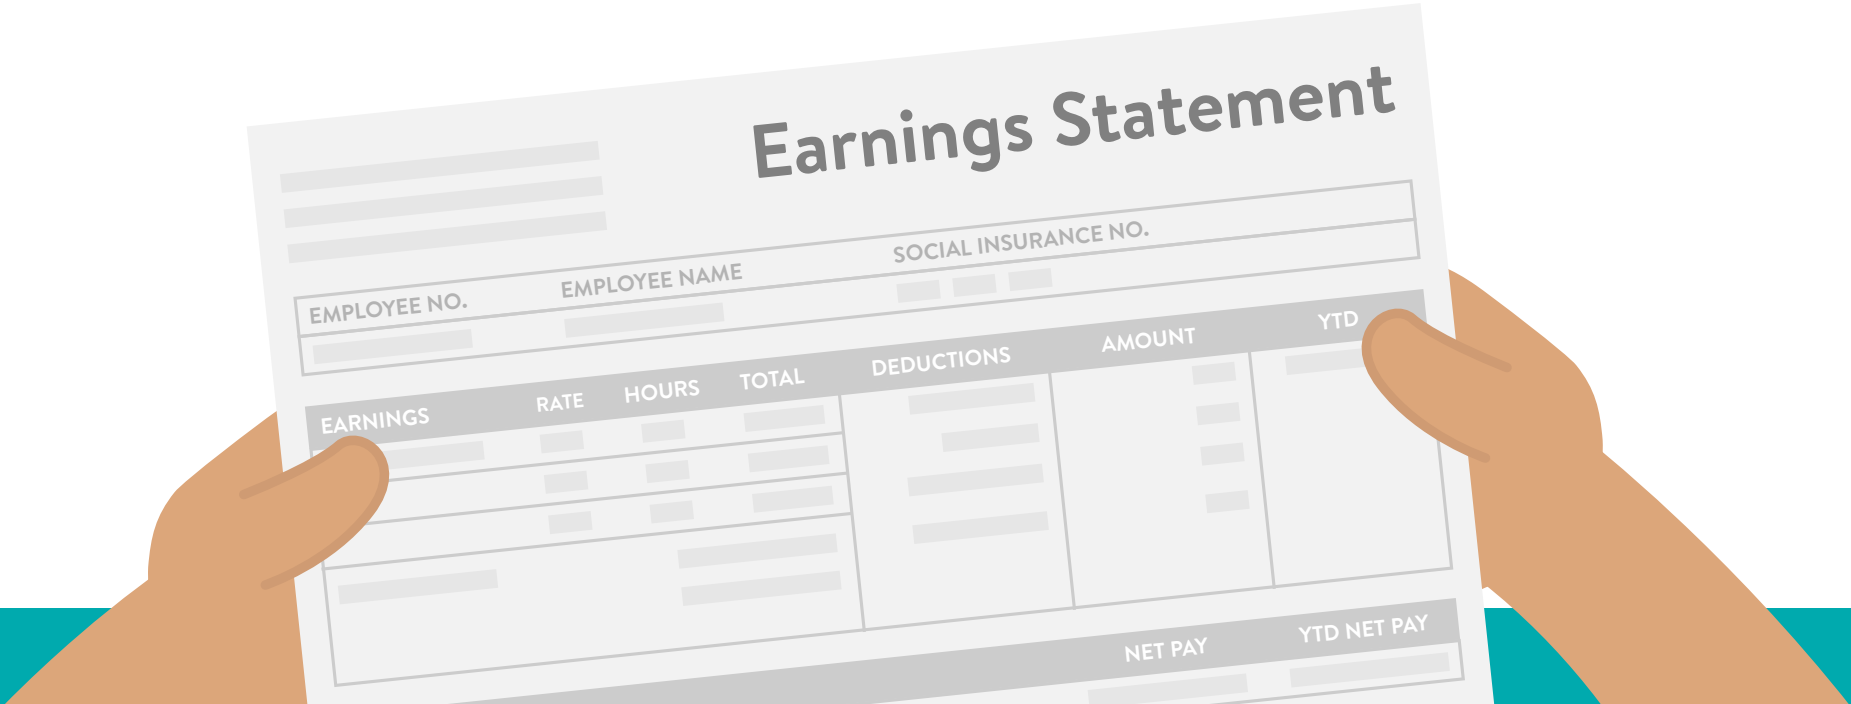 Earnings Statement
EMPLOYEE NO. EMPLOYEE NAME SOCIAL INSURANCE NO.
EARNINGS RATE HOURS TOTAL DEDUCTIONS AMOUNT YTD
NET PAY YTD NET PAY